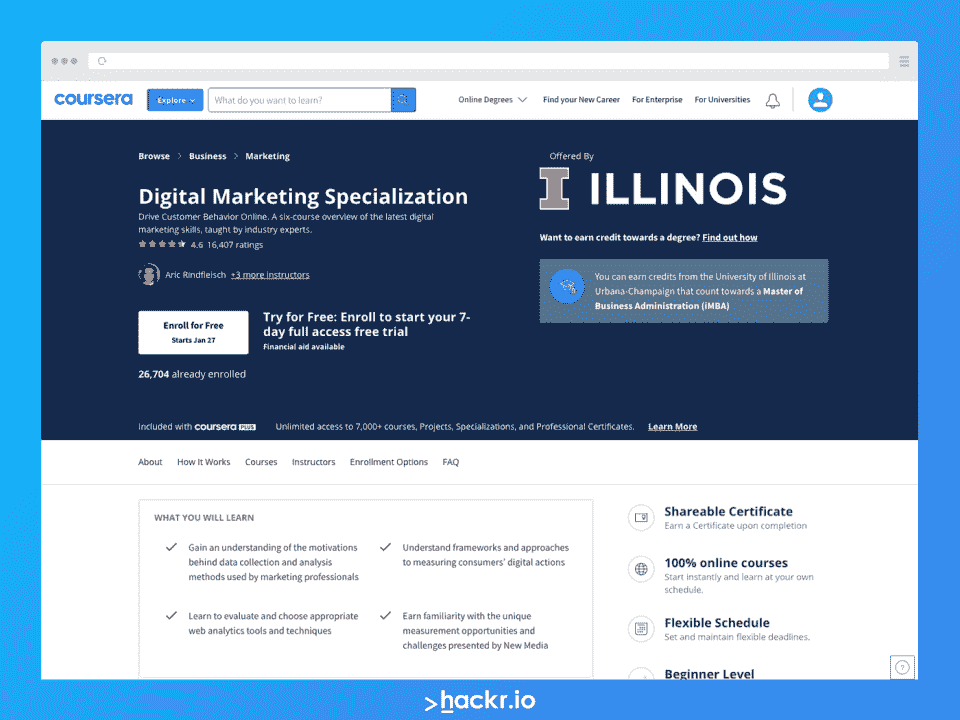 coursera
Explore
What do you want to learn?
Online Degrees
Find your New Career
For Enterprise
For Universities
Browse > Business > Marketing
Digital Marketing Specialization
Drive Customer Behavior Online. A six-course overview of the latest digital
marketing skills, taught by industry experts.
4.6 16,407 ratings
Aric Rindfleisch +3 more instructors
Enroll for Free
Starts Jan 27
Try for Free: Enroll to start your 7-
day full access free trial
Financial aid available
26,704 already enrolled
Offered By
I ILLINOIS
Want to earn credit towards a degree? Find out how
You can earn credits from the University of Illinois at
Urbana-Champaign that count towards a Master of
Business Administration (iMBA)
Included with coursera PLUS
Unlimited access to 7,000+ courses, Projects, Specializations, and Professional Certificates.
Learn More
About
How It Works
Courses
Instructors
Enrollment Options
FAQ
WHAT YOU WILL LEARN
Gain an understanding of the motivations
behind data collection and analysis
methods used by marketing professionals
Understand frameworks and approaches
to measuring consumers' digital actions
Learn to evaluate and choose appropriate
web analytics tools and techniques
Earn familiarity with the unique
measurement opportunities and
challenges presented by New Media
Shareable Certificate
Earn a Certificate upon completion
100% online courses
Start instantly and learn at your own
schedule.
Flexible Schedule
Set and maintain flexible deadlines.
Beginner Level
?
>hackr.io